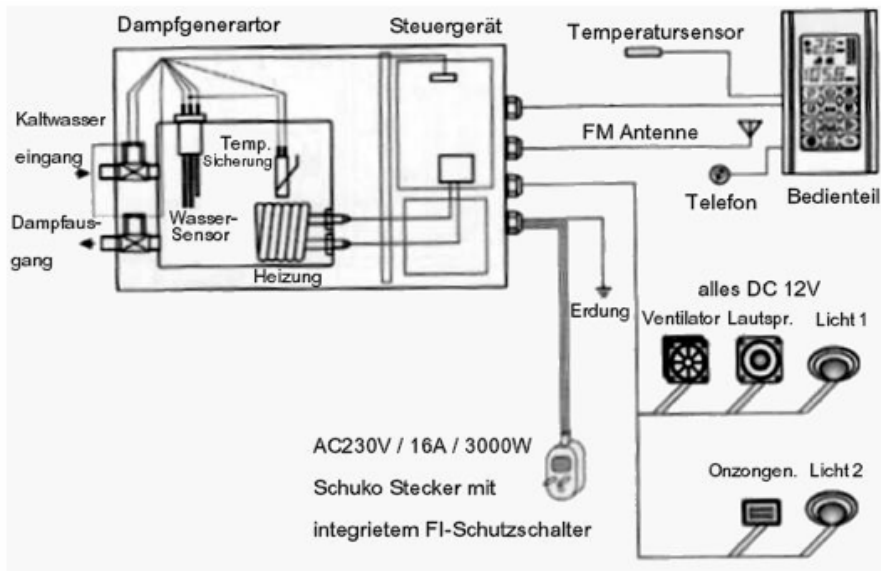 Dampfgenerartor
Steuergerät
Temperatursensor
Kaltwasser
eingang
Temp.
Sicherung
FM Antenne
Dampfaus-
gang
Wasser-
Sensor
Heizung
Telefon
Bedienteil
Erdung
alles DC 12V
Ventilator Lautspr. Licht 1
AC230V / 16A / 3000W
Schuko Stecker mit
integrietem FI-Schutzschalter
Onzongen. Licht 2